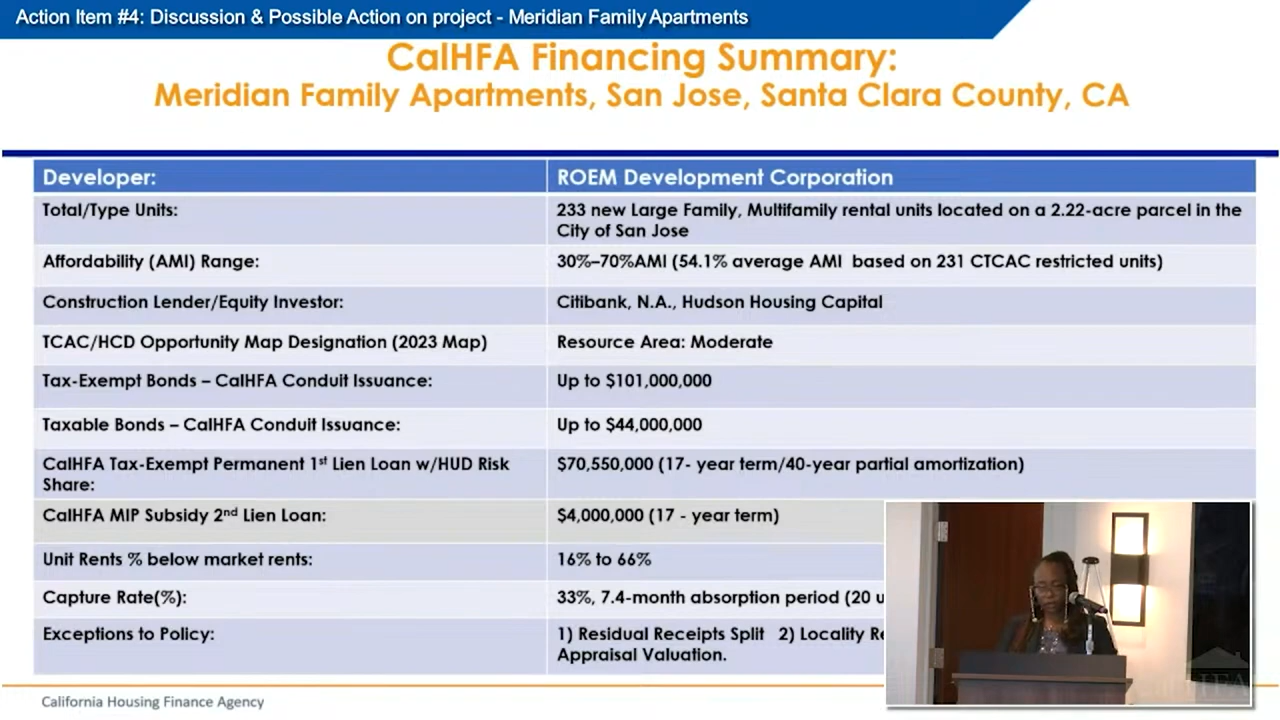 Action Item #4: Discussion & Possible Action on project - Meridian Family Apartments
CalHFA Financing Summary:
Meridian Family Apartments, San Jose, Santa Clara County, CA
Developer: ROEM Development Corporation
Total/Type Units: 233 new Large Family, Multifamily rental units located on a 2.22-acre parcel in the
City of San Jose
Affordability (AMI) Range: 30%–70%AMI (54.1% average AMI based on 231 CTCAC restricted units)
Construction Lender/Equity Investor: Citibank, N.A., Hudson Housing Capital
TCAC/HCD Opportunity Map Designation (2023 Map) Resource Area: Moderate
Tax-Exempt Bonds – CalHFA Conduit Issuance: Up to $101,000,000
Taxable Bonds – CalHFA Conduit Issuance: Up to $44,000,000
CalHFA Tax-Exempt Permanent 1st Lien Loan w/HUD Risk
Share: $70,550,000 (17- year term/40-year partial amortization)
CalHFA MIP Subsidy 2nd Lien Loan: $4,000,000 (17 - year term)
Unit Rents % below market rents: 16% to 66%
Capture Rate(%): 33%, 7.4-month absorption period (20 u
Exceptions to Policy: 1) Residual Receipts Split 2) Locality Re
Appraisal Valuation.
California Housing Finance Agency